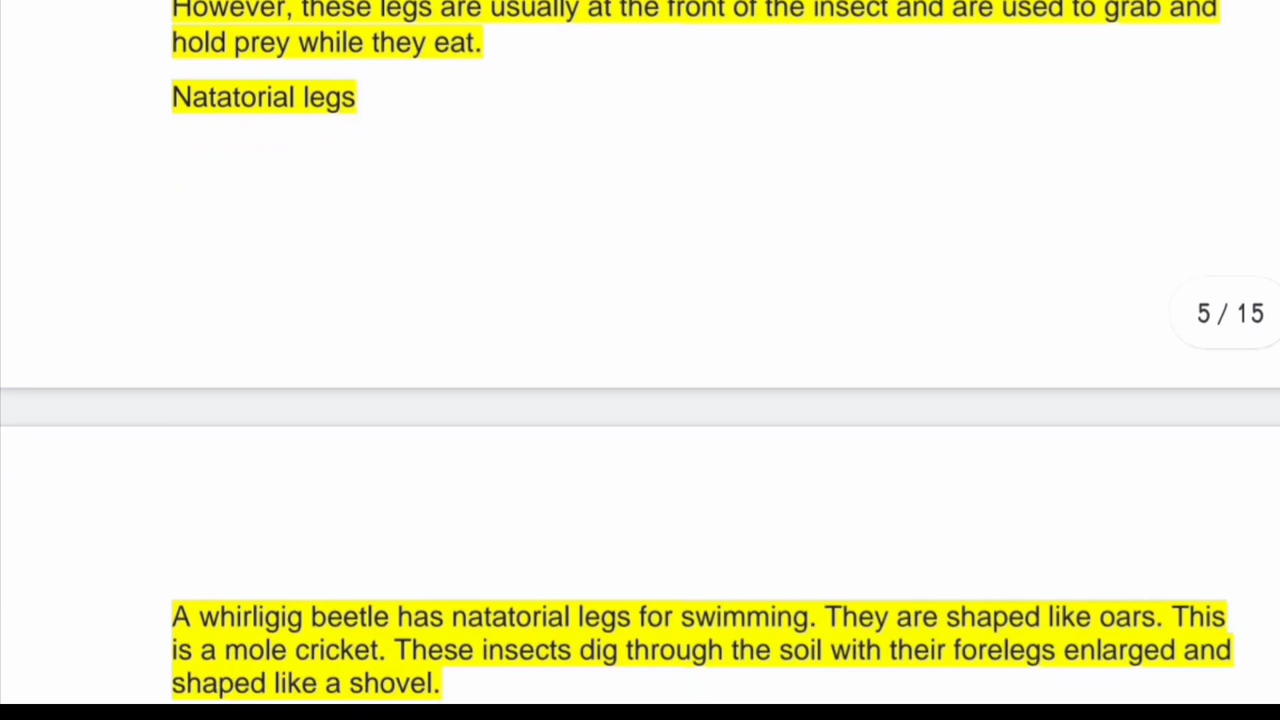 However, these legs are usually at the front of the insect and are used to grab and
hold prey while they eat.
Natatorial legs
5 / 15
A whirligig beetle has natatorial legs for swimming. They are shaped like oars. This
is a mole cricket. These insects dig through the soil with their forelegs enlarged and
shaped like a shovel.